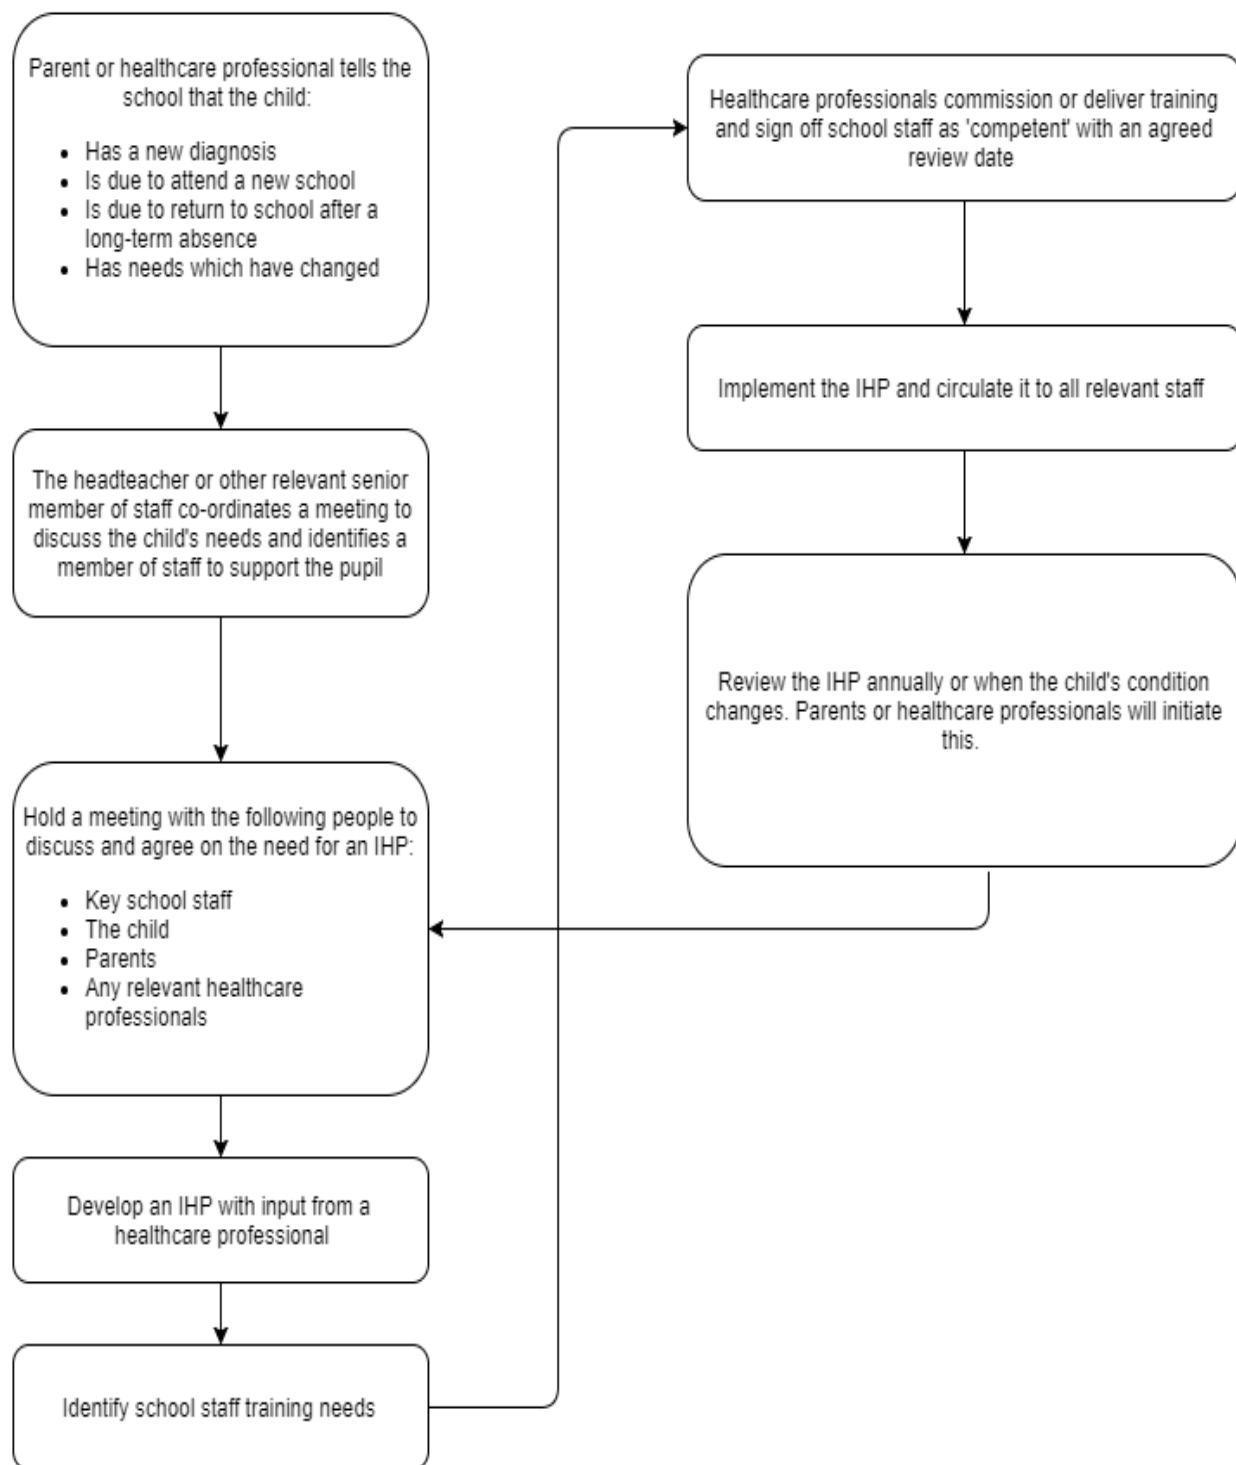 Parent or healthcare professional tells the
school that the child:
• Has a new diagnosis
• Is due to attend a new school
• Is due to return to school after a
long-term absence
• Has needs which have changed
The headteacher or other relevant senior
member of staff co-ordinates a meeting to
discuss the child's needs and identifies a
member of staff to support the pupil
Hold a meeting with the following people to
discuss and agree on the need for an IHP:
• Key school staff
• The child
• Parents
• Any relevant healthcare
professionals
Develop an IHP with input from a
healthcare professional
Identify school staff training needs
Healthcare professionals commission or deliver training
and sign off school staff as 'competent' with an agreed
review date
Implement the IHP and circulate it to all relevant staff
Review the IHP annually or when the child's condition
changes. Parents or healthcare professionals will initiate
this.